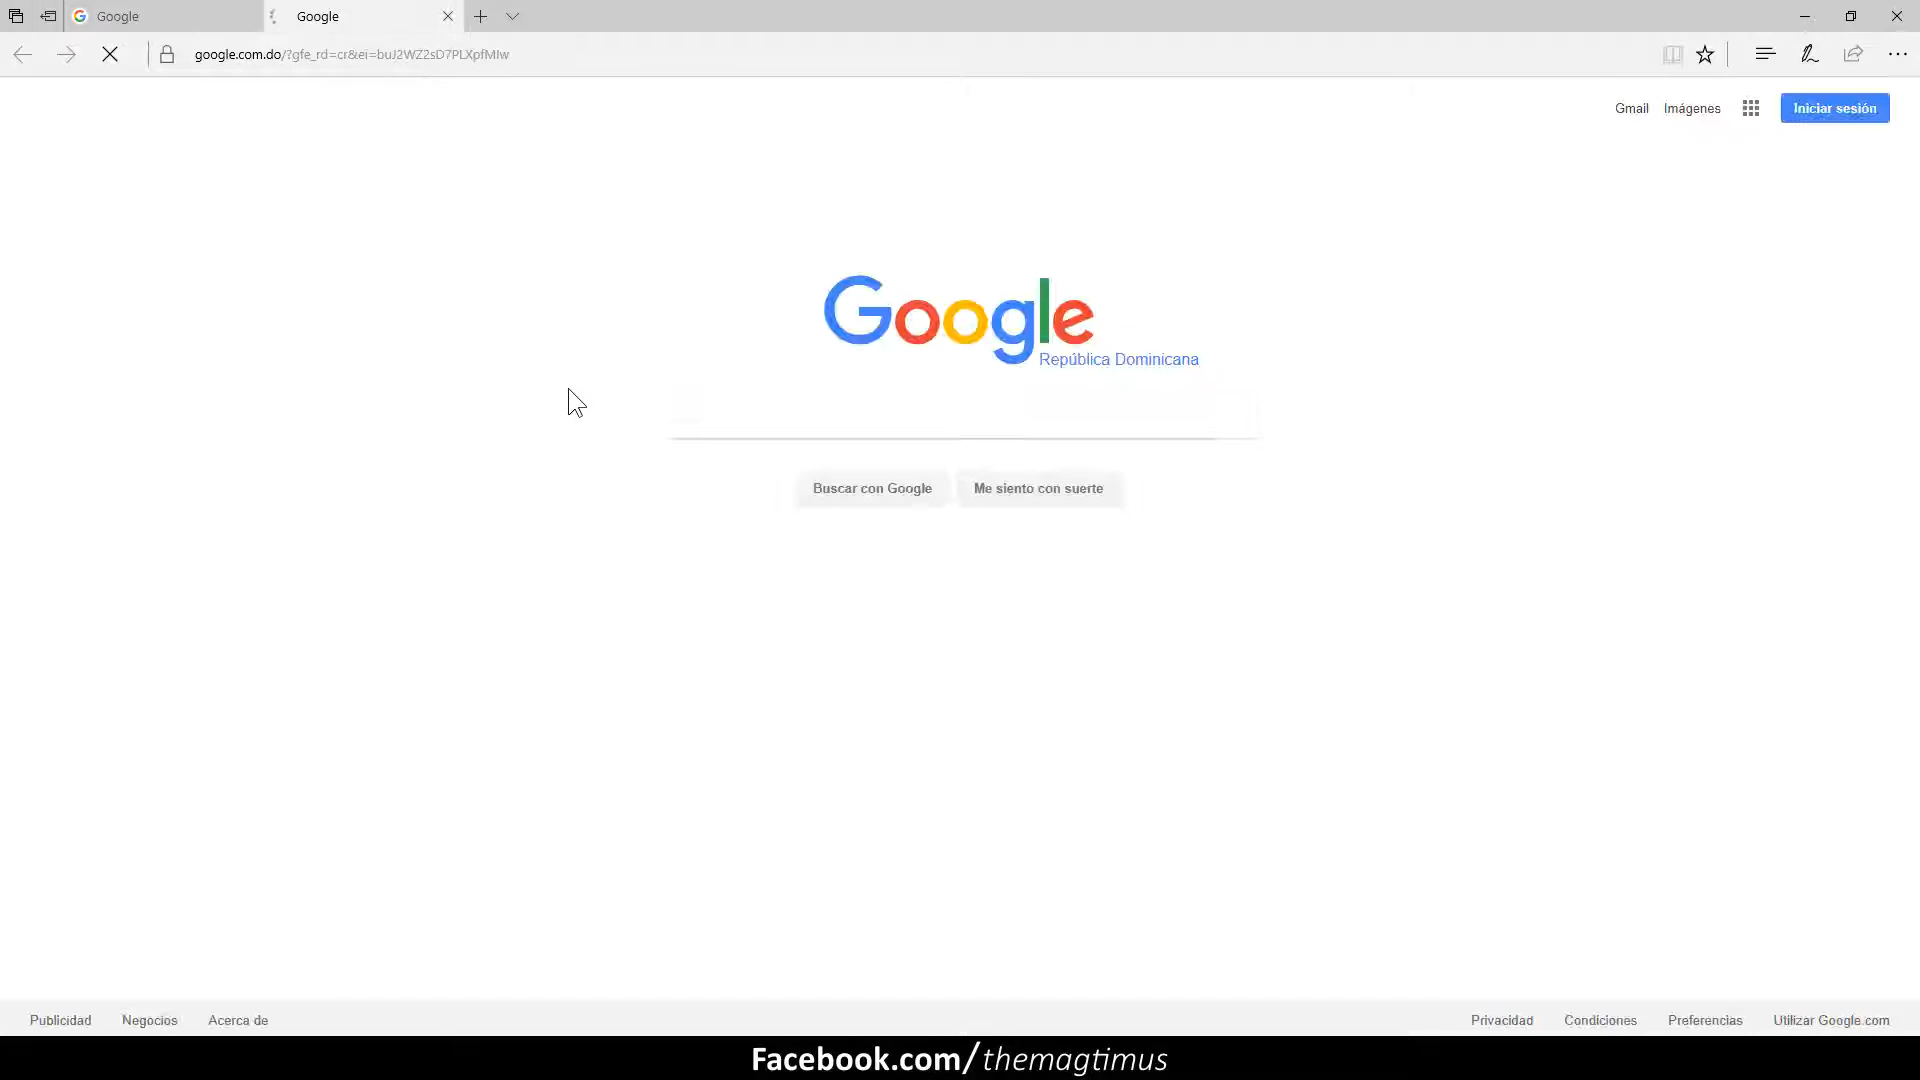 Google
Google
google.com.do/?gfe_rd=cr&ei=buJ2WZ2sD7PLXpfMIw
Gmail Imágenes Iniciar sesión
Google
República Dominicana
Buscar con Google Me siento con suerte
Publicidad Negocios Acerca de Privacidad Condiciones Preferencias Utilizar Google.com
Facebook.com/themagtimus